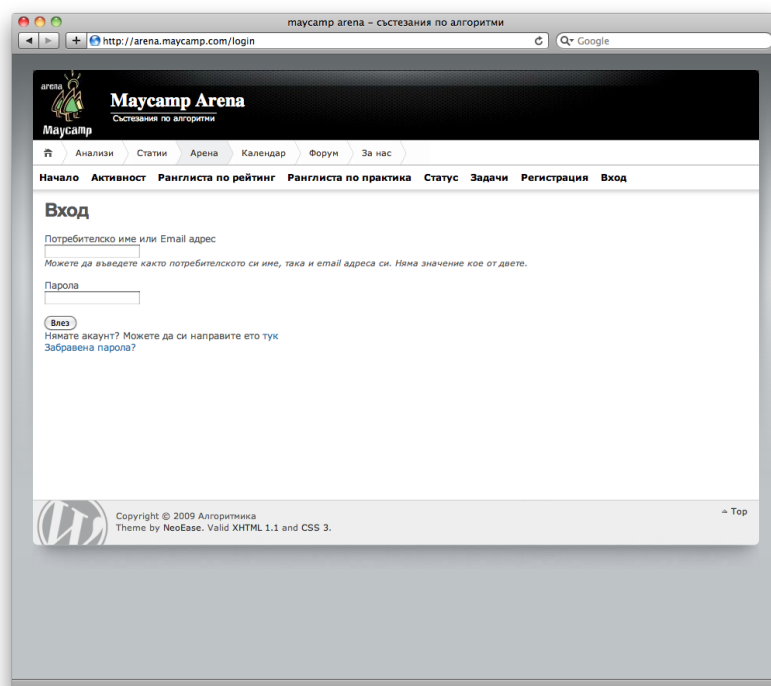 maycamp arena – състезания по алгоритми
http://arena.maycamp.com/login
Google
arena
Maycamp
Maycamp Arena
Състезания по алгоритми
Анализи Статии Арена Календар Форум За нас
Начало Активност Ранглиста по рейтинг Ранглиста по практика Статус Задачи Регистрация Вход
Вход
Потребителско име или Email адрес
Можете да въведете както потребителското си име, така и email адреса си. Няма значение кое от двете.
Парола
Влез
Нямате акаунт? Можете да си направите ето тук
Забравена парола?
Copyright © 2009 Алгоритмика
Theme by NeoEase. Valid XHTML 1.1 and CSS 3.
Top